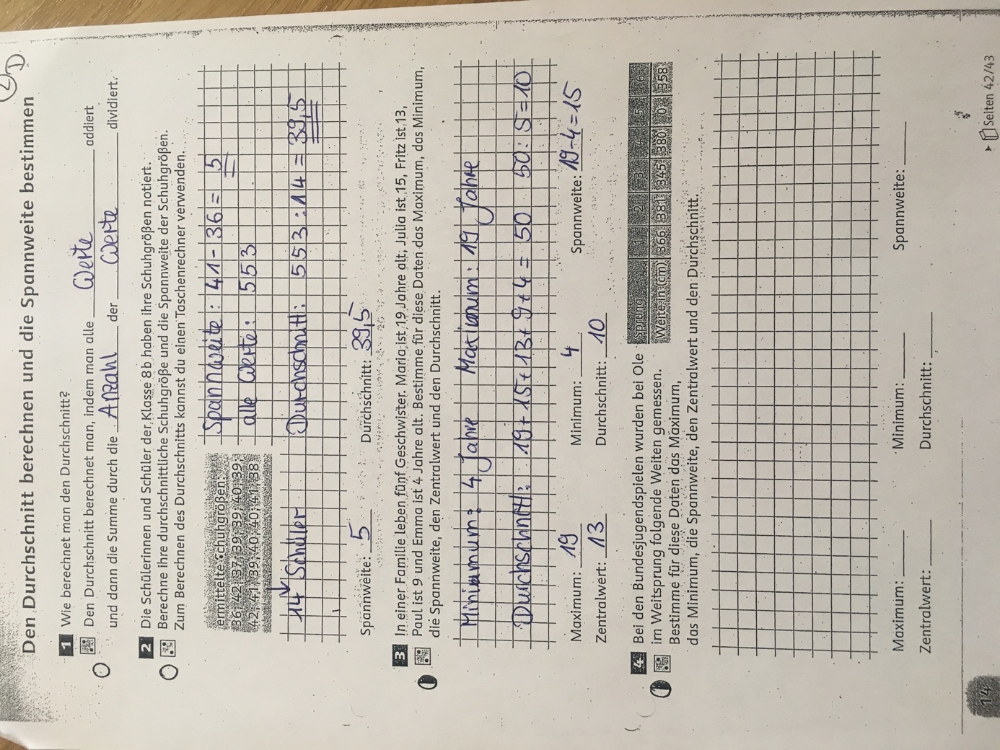 2D
Den Durchschnitt berechnen und die Spannweite bestimmen
1 Wie berechnet man den Durchschnitt?
Den Durchschnitt berechnet man, indem man alle Werte addiert
und dann die Summe durch die Anzahl der Werte dividiert.
2 Die Schülerinnen und Schüler der Klasse 8b haben ihre Schuhgrößen notiert.
Berechne ihre durchschnittliche Schuhgröße und die Spannweite der Schuhgrößen.
Zum Berechnen des Durchschnitts kannst du einen Taschenrechner verwenden.
ermittelte Schuhgrößen:
36; 42; 37; 39; 39; 40; 39;
42; 41; 39; 40; 40; 41; 38
14 Schüler
Spannweite: 41-36= 5
alle Werte: 553
Durchschnitt: 553:14 = 39,5
Spannweite: 5 Durchschnitt: 39,5
3 In einer Familie leben fünf Geschwister. Maria ist 19 Jahre alt, Julia ist 15, Fritz ist 13,
Paul ist 9 und Emma ist 4 Jahre alt. Bestimme für diese Daten das Maximum, das Minimum,
die Spannweite, den Zentralwert und den Durchschnitt.
Minimum: 4 Jahre Maximum: 19 Jahre
Durchschnitt: 19+15+13+9+4= 50 50:5=10
Maximum: 19 Minimum: 4 Spannweite: 19-4=15
Zentralwert: 13 Durchschnitt: 10
4 Bei den Bundesjugendspielen wurden bei Ole
im Weitsprung folgende Weiten gemessen.
Bestimme für diese Daten das Maximum,
das Minimum, die Spannweite, den Zentralwert und den Durchschnitt.
Sprung 1 2 3 4 5 6
Weite in (cm) 366 381 345 380 0 358
Maximum: Minimum: Spannweite:
Zentralwert: Durchschnitt:
14
Seiten 42/43